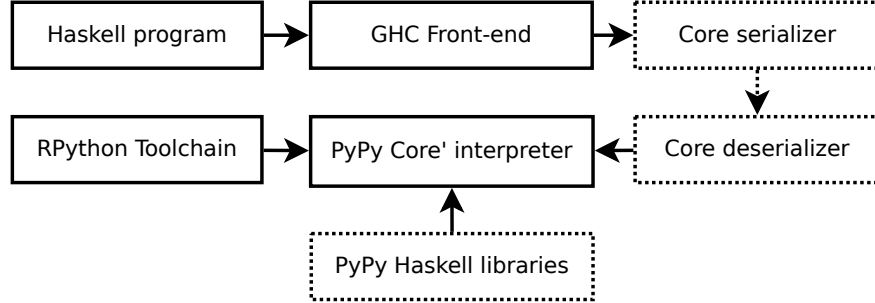 Haskell program
GHC Front-end
Core serializer
RPython Toolchain
PyPy Core' interpreter
Core deserializer
PyPy Haskell libraries